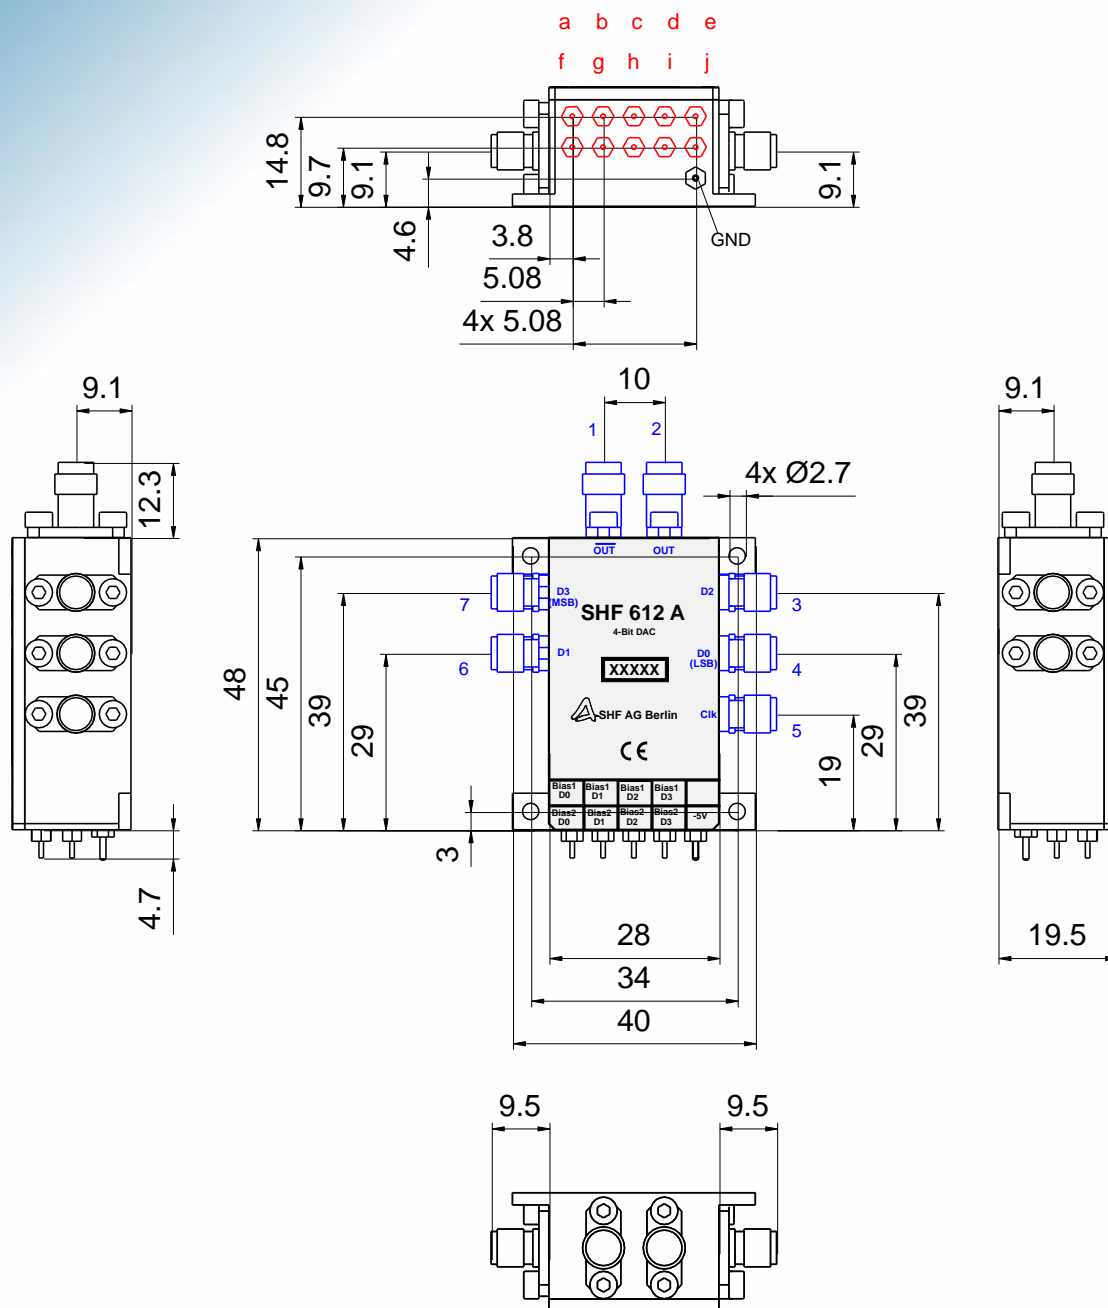 a b c d e
f g h i j
14.8
9.7
9.1
4.6
9.1
GND
3.8
5.08
4x 5.08
9.1
12.3
4.7
10
1 2
4x Ø2.7
OUT OUT
7
D3
(MSB)
D2
3
SHF 612 A
4-Bit DAC
6
D1
D0
(LSB)
4
XXXXX
SHF AG Berlin
Clk
5
CE
Bias1
D0
Bias1
D1
Bias1
D2
Bias1
D3
Bias2
D0
Bias2
D1
Bias2
D2
Bias2
D3
-5V
48
45
39
29
3
19
29
39
28
34
40
9.1
19.5
9.5
9.5